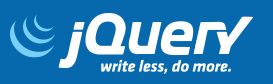 jQuery
write less, do more.